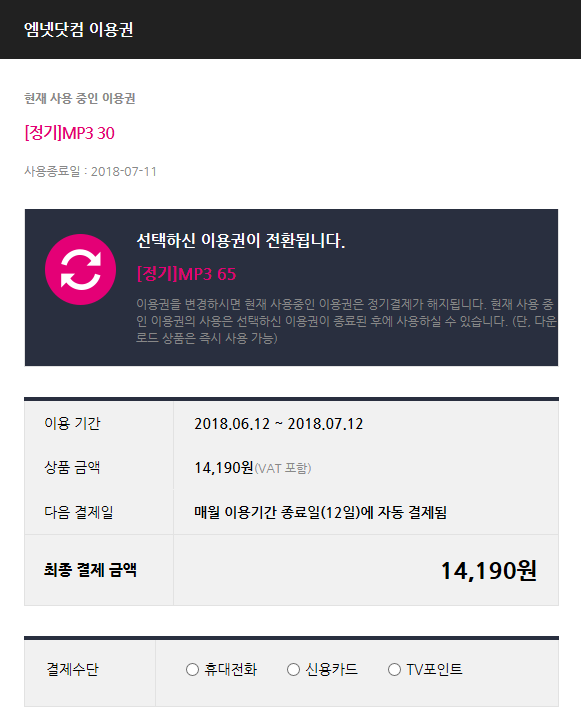 엠넷닷컴 이용권
현재 사용 중인 이용권
[정기]MP3 30
사용종료일 : 2018-07-11
선택하신 이용권이 전환됩니다.
[정기]MP3 65
이용권을 변경하시면 현재 사용중인 이용권은 정기결제가 해지됩니다. 현재 사용 중
인 이용권의 사용은 선택하신 이용권이 종료된 후에 사용하실 수 있습니다. (단, 다운
로드 상품은 즉시 사용 가능)
이용 기간 2018.06.12 ~ 2018.07.12
상품 금액 14,190원(VAT 포함)
다음 결제일 매월 이용기간 종료일(12일)에 자동 결제됨
최종 결제 금액 14,190원
결제수단 휴대전화 신용카드 TV포인트